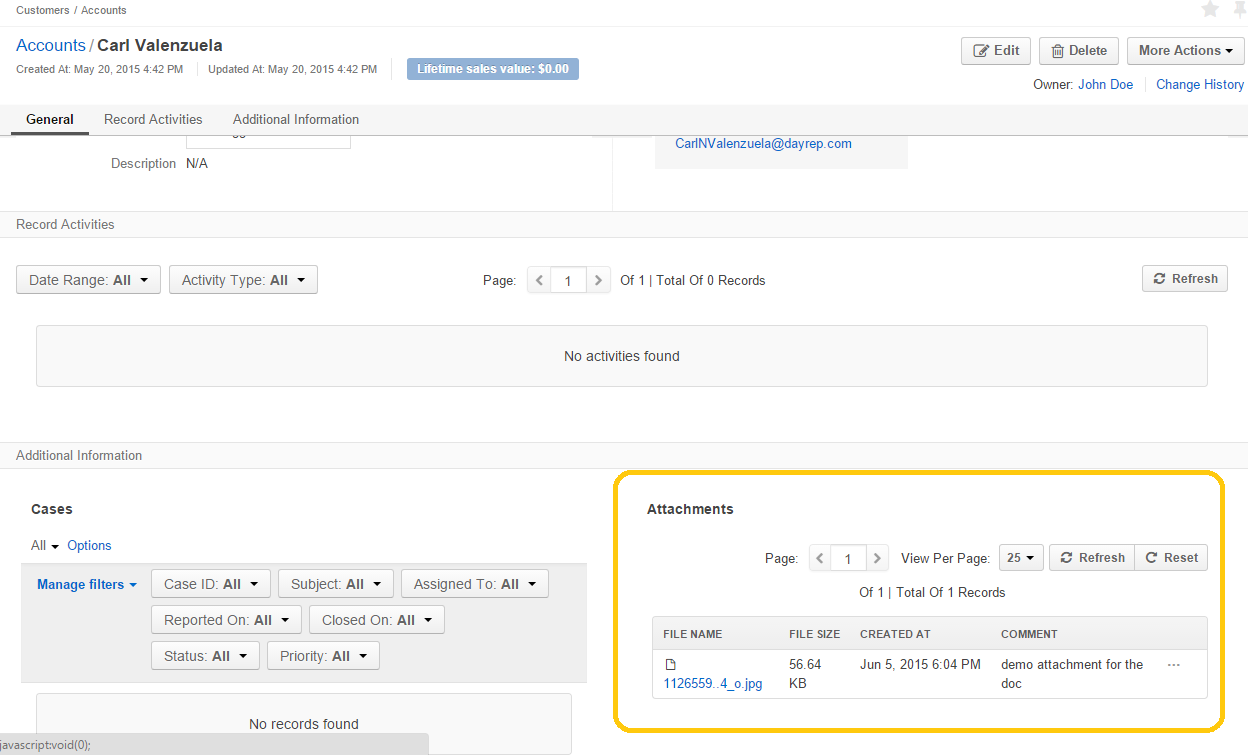 Customers / Accounts
Accounts / Carl Valenzuela
Created At: May 20, 2015 4:42 PM Updated At: May 20, 2015 4:42 PM Lifetime sales value: $0.00
Edit Delete More Actions
Owner: John Doe Change History
General Record Activities Additional Information
CarlNValenzuela@dayrep.com
Description N/A
Record Activities
Date Range: All Activity Type: All Page: 1 Of 1 | Total Of 0 Records Refresh
No activities found
Additional Information
Cases
All Options
Manage filters Case ID: All Subject: All Assigned To: All
Reported On: All Closed On: All
Status: All Priority: All
No records found
javascript:void(0);
Attachments
Page: 1 View Per Page: 25 Refresh Reset
Of 1 | Total Of 1 Records
FILE NAME FILE SIZE CREATED AT COMMENT
56.64 Jun 5, 2015 6:04 PM demo attachment for the ...
1126559..4_o.jpg KB doc